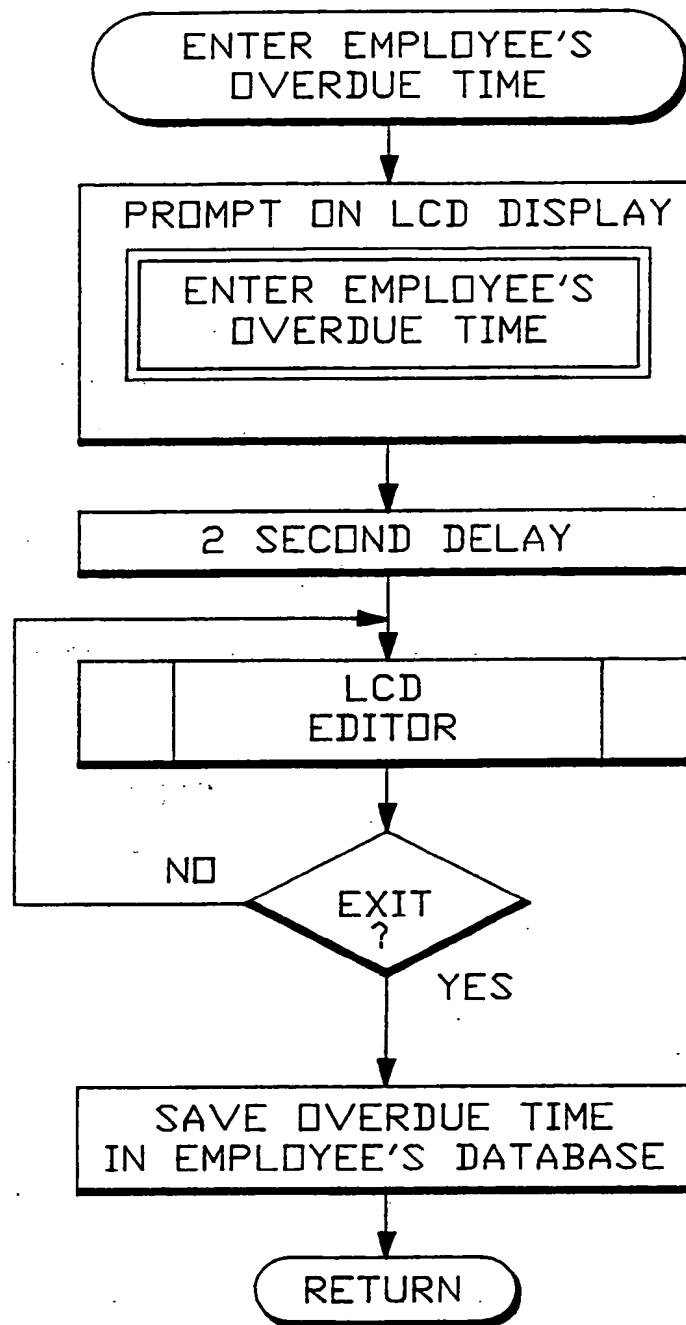 ENTER EMPLOYEE'S
OVERDUE TIME
PROMPT ON LCD DISPLAY
ENTER EMPLOYEE'S
OVERDUE TIME
2 SECOND DELAY
LCD
EDITOR
NO
EXIT
?
YES
SAVE OVERDUE TIME
IN EMPLOYEE'S DATABASE
RETURN